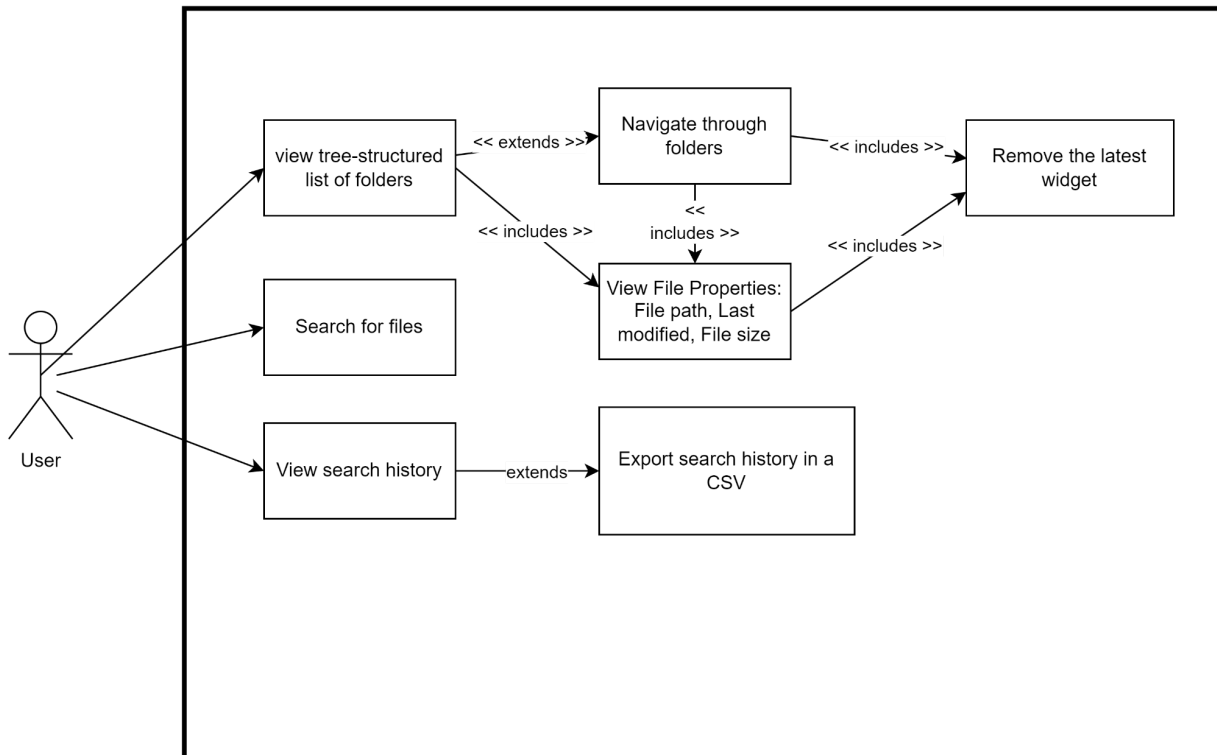 view tree-structured
list of folders
<< extends >>
Navigate through
folders
<< includes >>
Remove the latest
widget
<< includes >>
<<
includes >>
<< includes >>
View File Properties:
File path, Last
modified, File size
Search for files
User
View search history
extends
Export search history in a
CSV